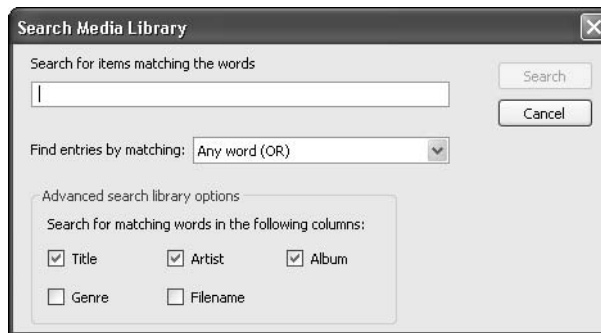 Search Media Library
Search for items matching the words
Search
Cancel
Find entries by matching: Any word (OR)
Advanced search library options
Search for matching words in the following columns:
Title Artist Album
Genre Filename